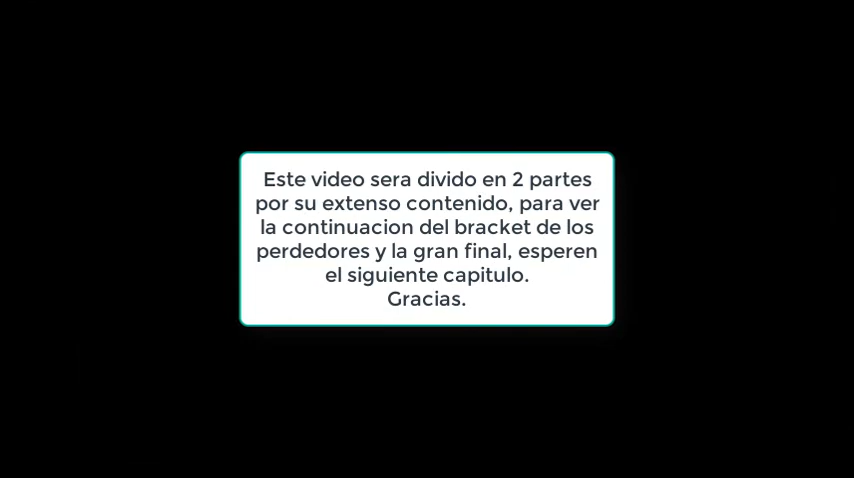 Este video sera divido en 2 partes
por su extenso contenido, para ver
la continuacion del bracket de los
perdedores y la gran final, esperen
el siguiente capitulo.
Gracias.